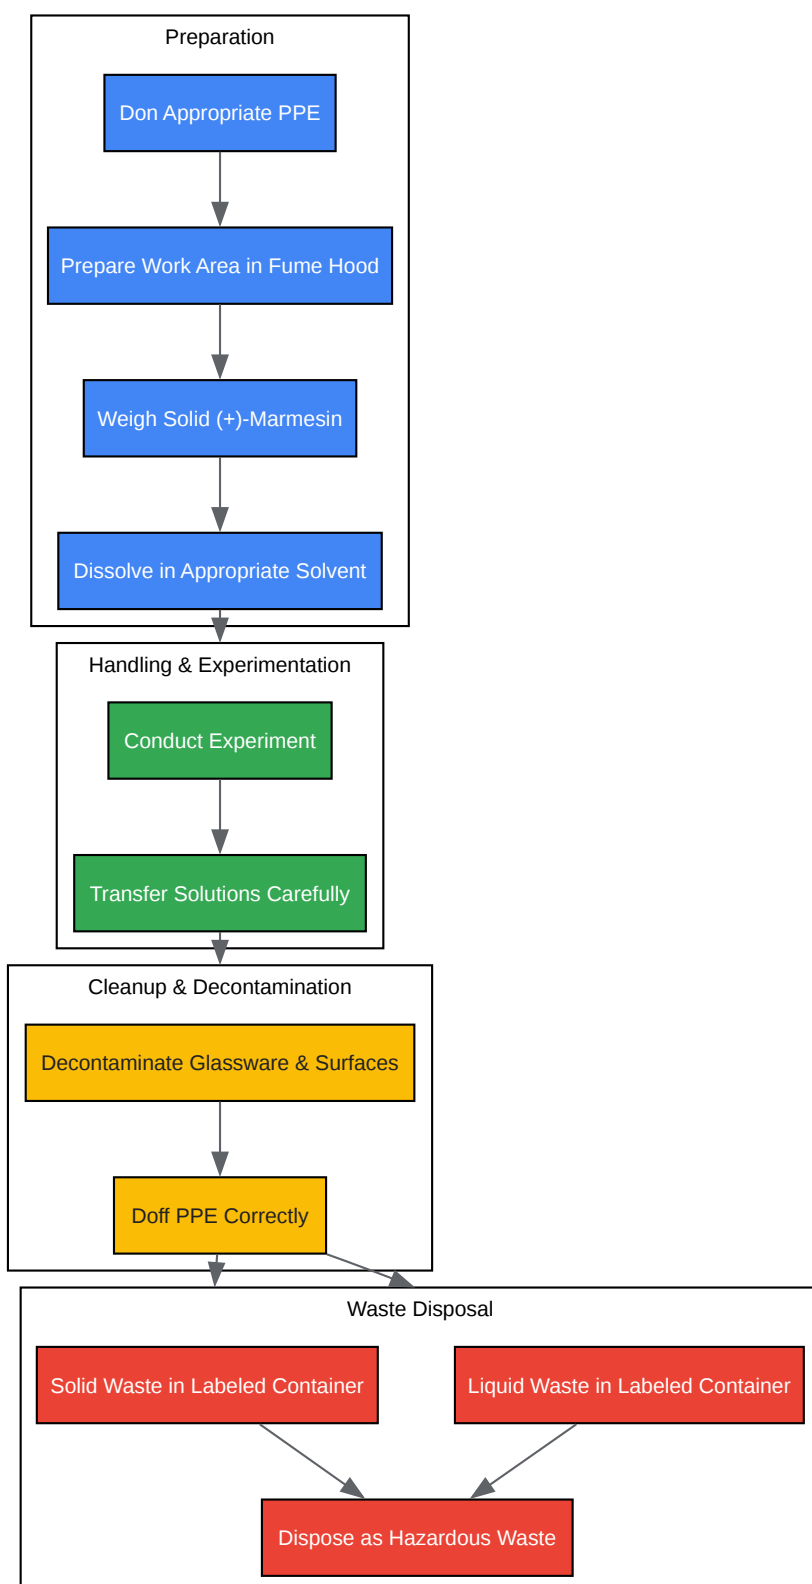 Preparation
Don Appropriate PPE
Prepare Work Area in Fume Hood
Weigh Solid (+)-Marmesin
Dissolve in Appropriate Solvent
Handling & Experimentation
Conduct Experiment
Transfer Solutions Carefully
Cleanup & Decontamination
Decontaminate Glassware & Surfaces
Doff PPE Correctly
Waste Disposal
Solid Waste in Labeled Container
Liquid Waste in Labeled Container
Dispose as Hazardous Waste